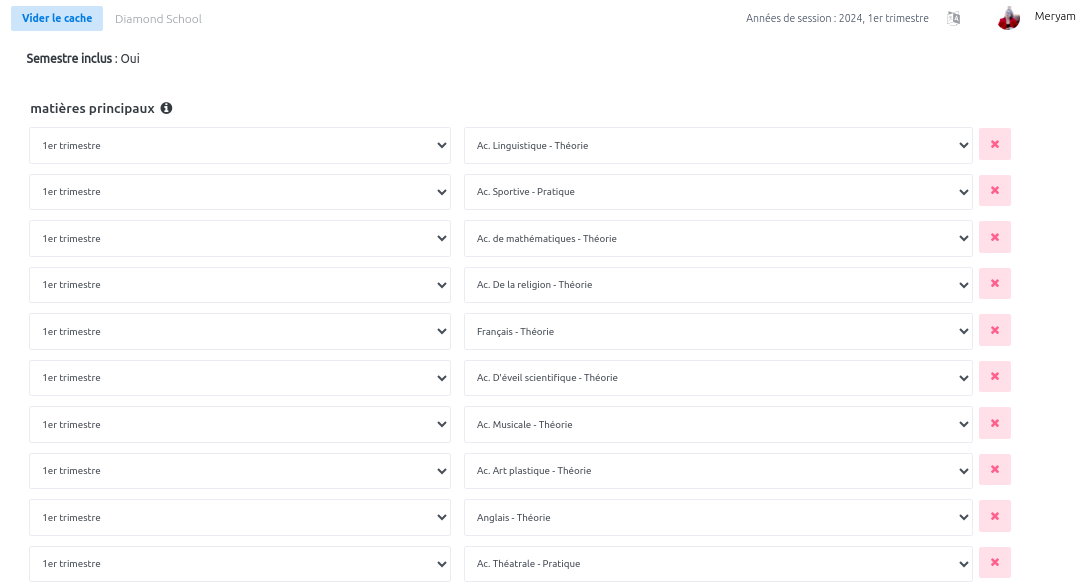 Vider le cache
Diamond School
Années de session : 2024, 1er trimestre
Meryam
Semestre inclus : Oui
matières principaux
1er trimestre Ac. Linguistique - Théorie
1er trimestre Ac. Sportive - Pratique
1er trimestre Ac. de mathématiques - Théorie
1er trimestre Ac. De la religion - Théorie
1er trimestre Français - Théorie
1er trimestre Ac. D'éveil scientifique - Théorie
1er trimestre Ac. Musicale - Théorie
1er trimestre Ac. Art plastique - Théorie
1er trimestre Anglais - Théorie
1er trimestre Ac. Théatrale - Pratique